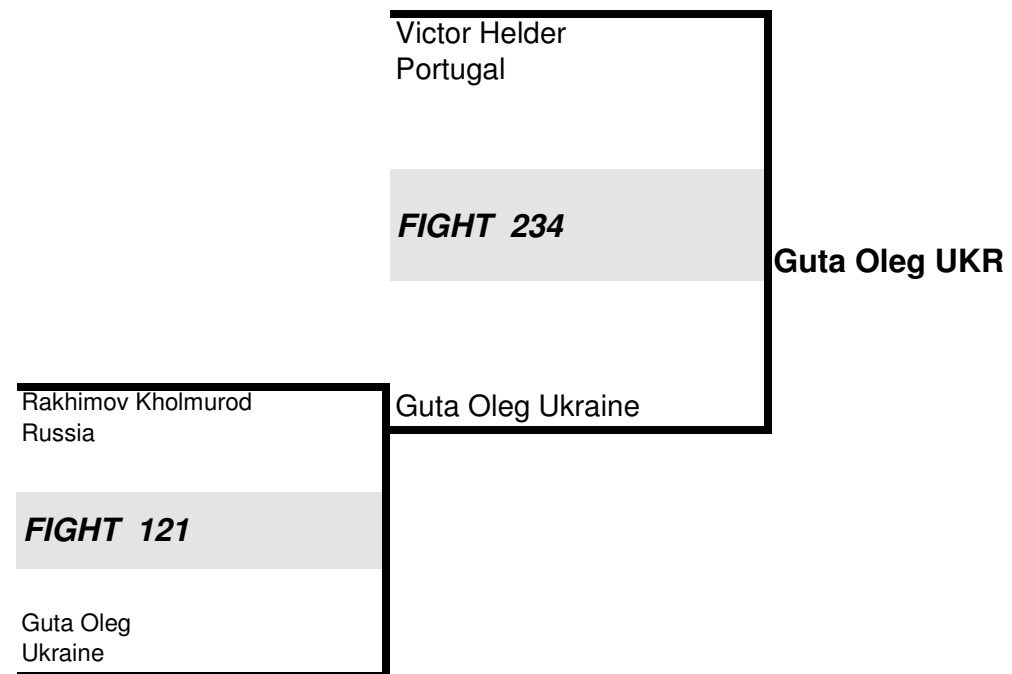 Victor Helder
Portugal
FIGHT 234
Guta Oleg UKR
Rakhimov Kholmurod
Russia
Guta Oleg Ukraine
FIGHT 121
Guta Oleg
Ukraine